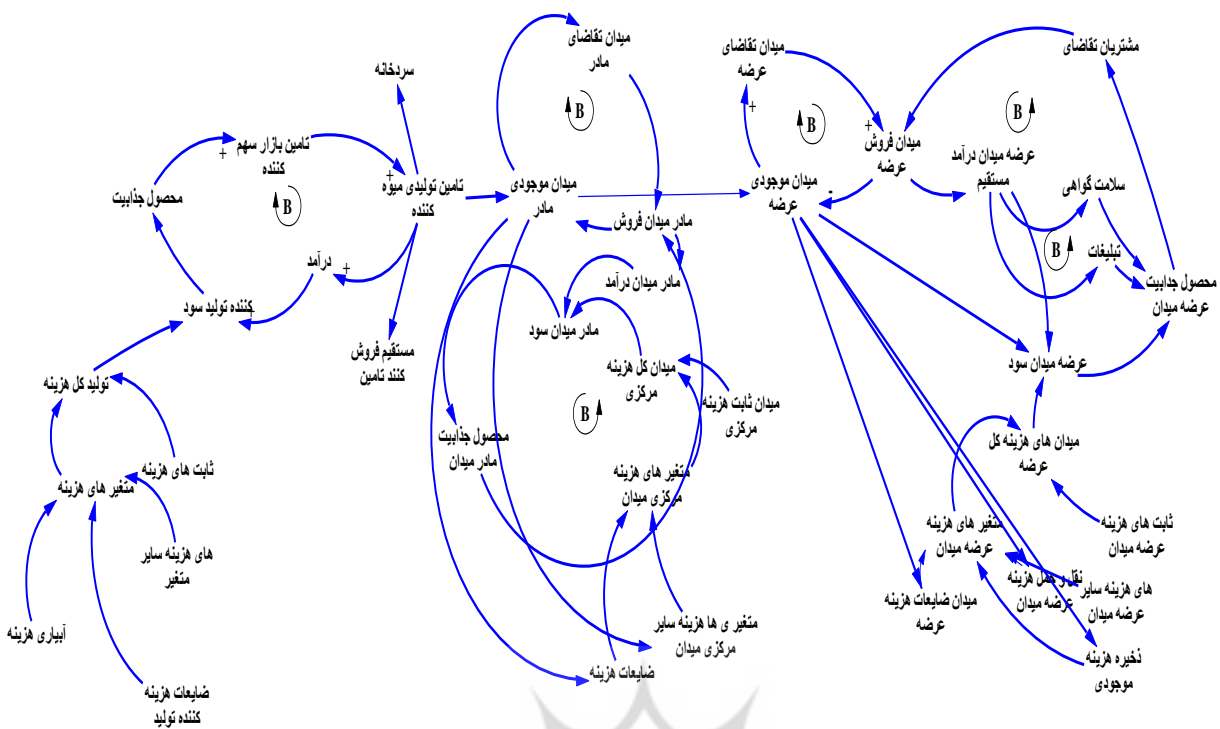 میدان تقاضای
مادر
B
میدان تقاضای
عرضه
+
B
مشتریان تقاضای
B
سردخانه
تامین بازار سهم
کننده
+
+
میدان فروش
عرضه
+
عرضه میدان درآمد
مستقیم
محصول جذابیت
B
تامین تولیدی میوه
کننده
میدان موجودی
مادر
میدان موجودی
عرضه
-
سلامت گواهی
مادر میدان فروش
B
تبلیغات
درآمد
+
مادر میدان درآمد
محصول جذابیت
عرضه میدان
کننده تولید سود
+
مادر میدان سود
مستقیم فروش
کنند تامین
عرضه میدان سود
تولید کل هزینه
میدان کل هزینه
مرکزی
میدان ثابت هزینه
مرکزی
B
محصول جذابیت
مادر میدان
میدان های هزینه کل
عرضه
ثابت های هزینه
متغیر های هزینه
متغیر های هزینه
مرکزی میدان
متغیر های هزینه
عرضه میدان
ثابت های هزینه
عرضه میدان
های هزینه سایر
متغیر
میدان ضایعات هزینه
عرضه
نقل و حمل هزینه
عرضه میدان
های هزینه سایر
عرضه میدان
آبیاری هزینه
متغیر ی ها هزینه سایر
مرکزی میدان
ضایعات هزینه
ذخیره هزینه
موجودی
ضایعات هزینه
کننده تولید